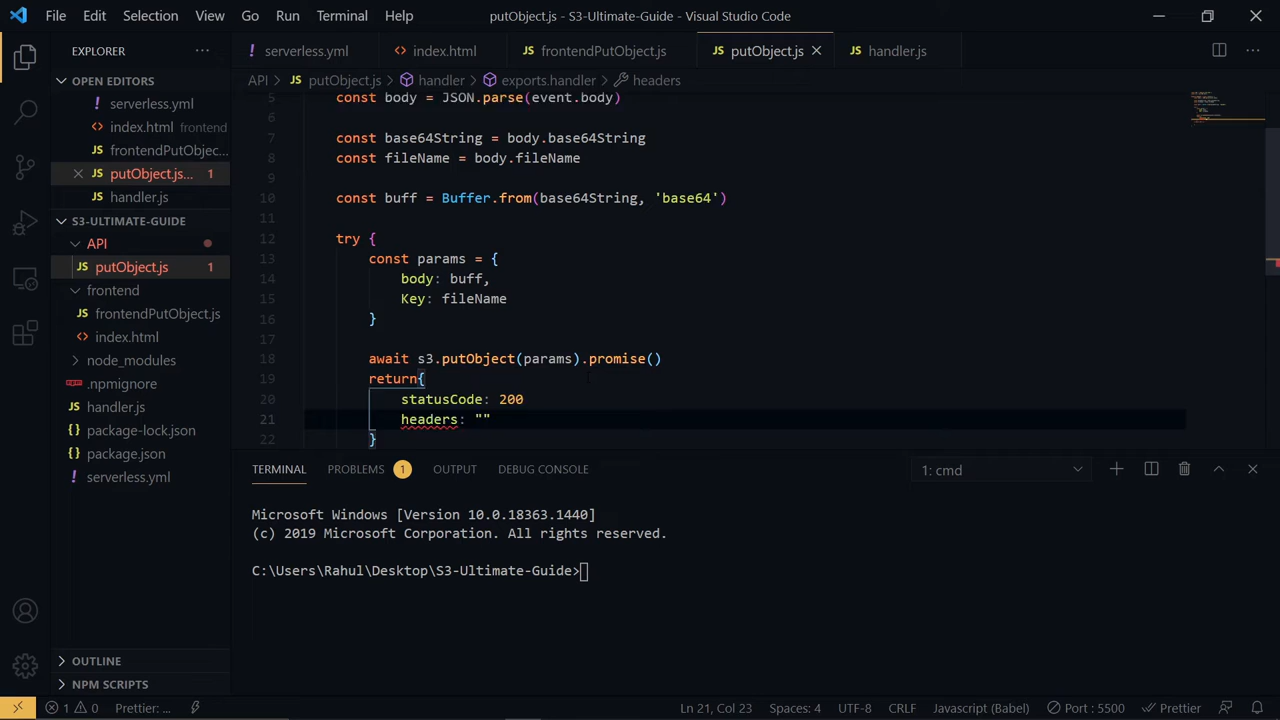 File Edit Selection View Go Run Terminal Help putObject.js - S3-Ultimate-Guide - Visual Studio Code
EXPLORER
! serverless.yml
<> index.html
JS frontendPutObject.js
JS putObject.js
JS handler.js
OPEN EDITORS
! serverless.yml
<> index.html frontend
JS frontendPutObjec...
JS putObject.js... 1
JS handler.js
S3-ULTIMATE-GUIDE
API
JS putObject.js 1
frontend
JS frontendPutObject.js
<> index.html
node_modules
.npmignore
JS handler.js
{} package-lock.json
{} package.json
! serverless.yml
OUTLINE
NPM SCRIPTS
API > JS putObject.js > handler > exports.handler > headers
5 const body = JSON.parse(event.body)
6
7 const base64String = body.base64String
8 const fileName = body.fileName
9
10 const buff = Buffer.from(base64String, 'base64')
11
12 try {
13 const params = {
14 body: buff,
15 Key: fileName
16 }
17
18 await s3.putObject(params).promise()
19 return{
20 statusCode: 200
21 headers: ""
22 }
TERMINAL PROBLEMS 1 OUTPUT DEBUG CONSOLE 1: cmd
Microsoft Windows [Version 10.0.18363.1440]
(c) 2019 Microsoft Corporation. All rights reserved.
C:\Users\Rahul\Desktop\S3-Ultimate-Guide>
1 0 Prettier: Ln 21, Col 23 Spaces: 4 UTF-8 CRLF Javascript (Babel) Port : 5500 Prettier